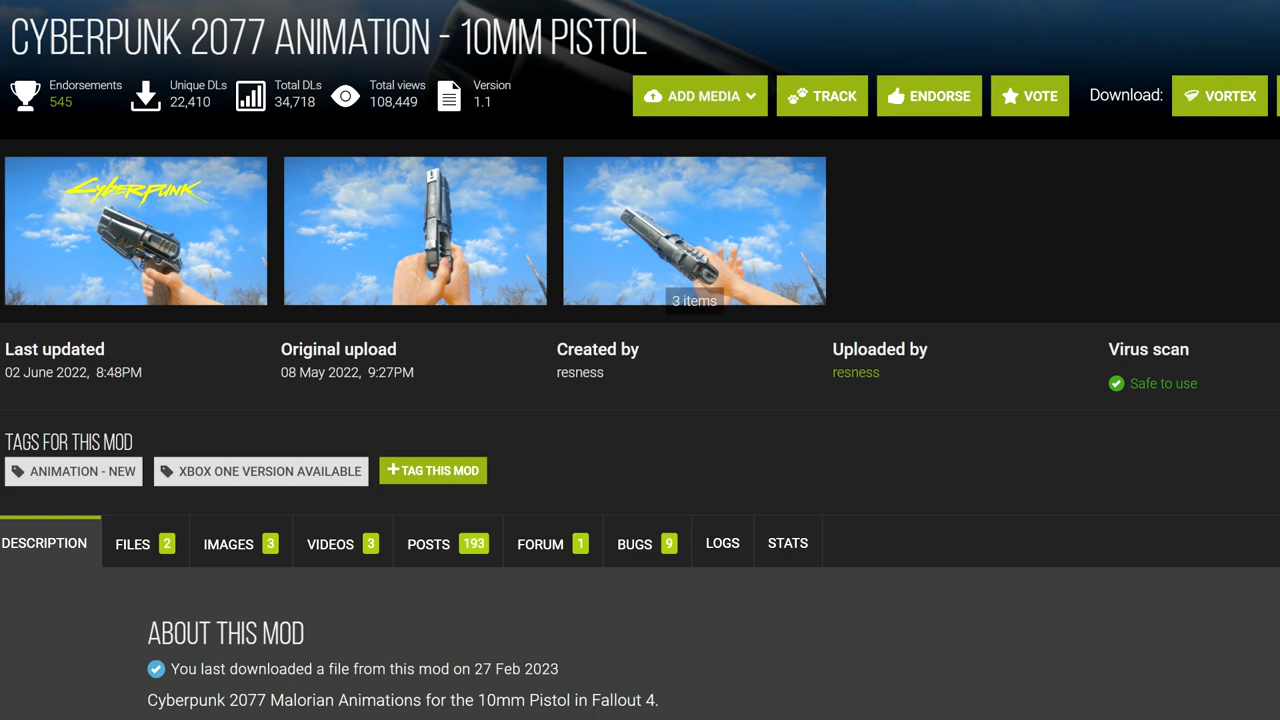 CYBERPUNK 2077 ANIMATION - 10MM PISTOL
Endorsements
545
Unique DLs
22,410
Total DLs
34,718
Total views
108,449
Version
1.1
ADD MEDIA
TRACK
ENDORSE
VOTE
Download:
VORTEX
Cyberpunk
3 items
Last updated
02 June 2022, 8:48PM
Original upload
08 May 2022, 9:27PM
Created by
resness
Uploaded by
resness
Virus scan
Safe to use
TAGS FOR THIS MOD
ANIMATION - NEW
XBOX ONE VERSION AVAILABLE
TAG THIS MOD
DESCRIPTION
FILES 2
IMAGES 3
VIDEOS 3
POSTS 193
FORUM 1
BUGS 9
LOGS
STATS
ABOUT THIS MOD
You last downloaded a file from this mod on 27 Feb 2023
Cyberpunk 2077 Malorian Animations for the 10mm Pistol in Fallout 4.